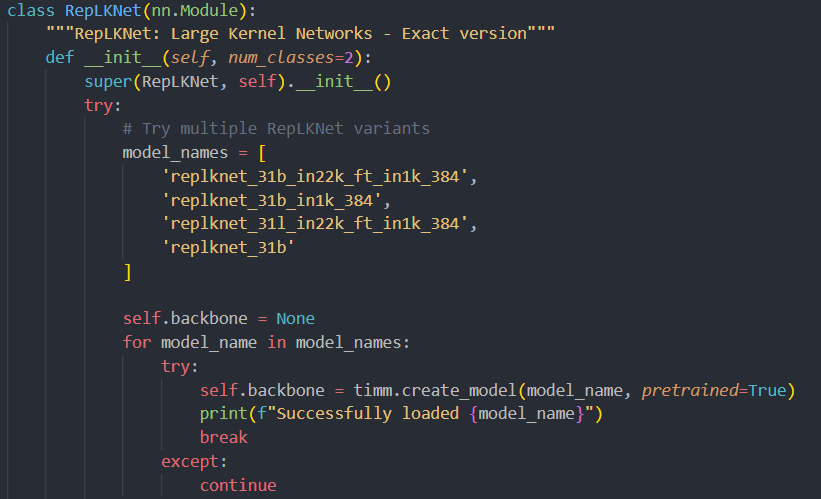 class RepLKNet(nn.Module):
    """RepLKNet: Large Kernel Networks - Exact version"""
    def __init__(self, num_classes=2):
        super(RepLKNet, self).__init__()
        try:
            # Try multiple RepLKNet variants
            model_names = [
                'replknet_31b_in22k_ft_in1k_384',
                'replknet_31b_in1k_384',
                'replknet_31l_in22k_ft_in1k_384',
                'replknet_31b'
            ]

            self.backbone = None
            for model_name in model_names:
                try:
                    self.backbone = timm.create_model(model_name, pretrained=True)
                    print(f"Successfully loaded {model_name}")
                    break
                except:
                    continue